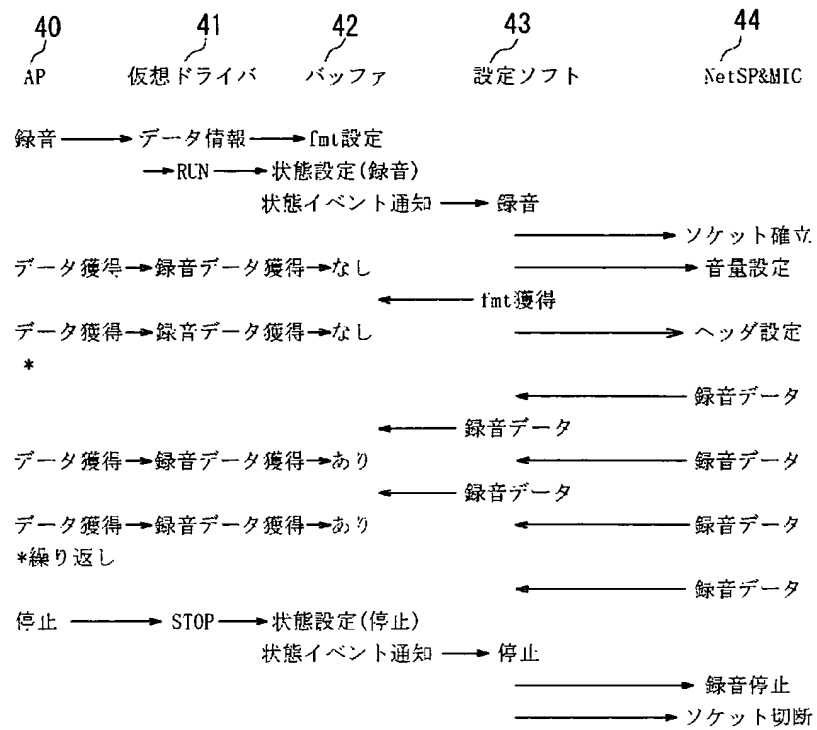 40 41 42 43 44
AP 仮想ドライバ バッファ 設定ソフト NetSP&MIC
録音 データ情報 fmt設定
RUN 状態設定(録音)
状態イベント通知 録音
ソケット確立
データ獲得 録音データ獲得 なし 音量設定
fmt獲得
データ獲得 録音データ獲得 なし ヘッダ設定
*
録音データ
録音データ
データ獲得 録音データ獲得 あり 録音データ
録音データ
データ獲得 録音データ獲得 あり 録音データ
*繰り返し
録音データ
停止 STOP 状態設定(停止)
状態イベント通知 停止
録音停止
ソケット切断